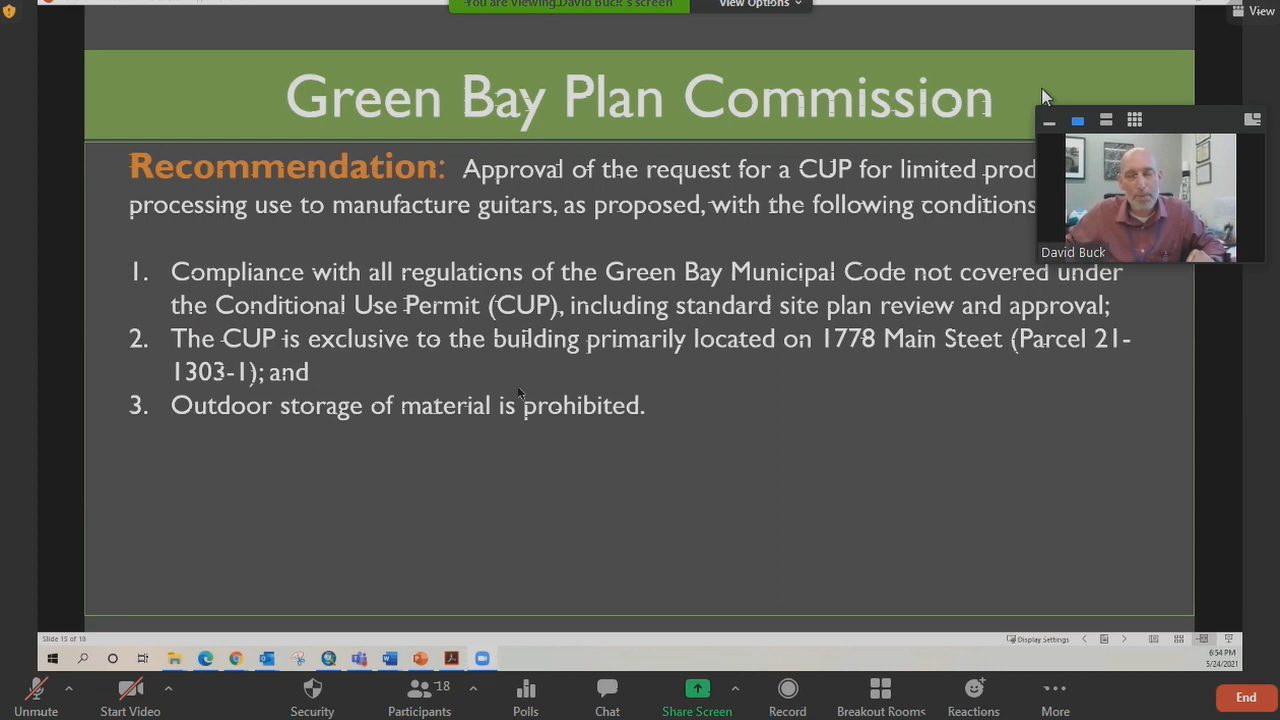 You are viewing David Buck's screen
View Options
View
Green Bay Plan Commission
Recommendation: Approval of the request for a CUP for limited prod
processing use to manufacture guitars, as proposed, with the following conditions
David Buck
1. Compliance with all regulations of the Green Bay Municipal Code not covered under
the Conditional Use Permit (CUP), including standard site plan review and approval;
2. The CUP is exclusive to the building primarily located on 1778 Main Steet (Parcel 21-
1303-1); and
3. Outdoor storage of material is prohibited.
Slide 15 of 18
Display Settings
6:54 PM
5/24/2021
18
Unmute
Start Video
Security
Participants
Polls
Chat
Share Screen
Record
Breakout Rooms
Reactions
More
End